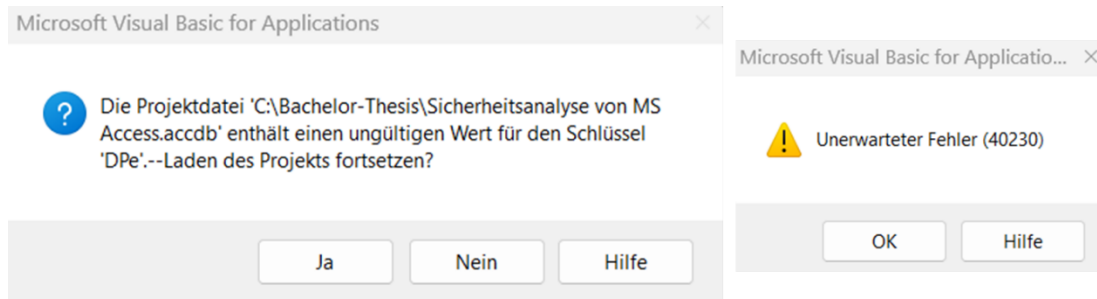 Microsoft Visual Basic for Applications
Die Projektdatei 'C:\Bachelor-Thesis\Sicherheitsanalyse von MS
Access.accdb' enthält einen ungültigen Wert für den Schlüssel
'DPe'.--Laden des Projekts fortsetzen?
Ja
Nein
Hilfe
Microsoft Visual Basic for Applicatio...
Unerwarteter Fehler (40230)
OK
Hilfe